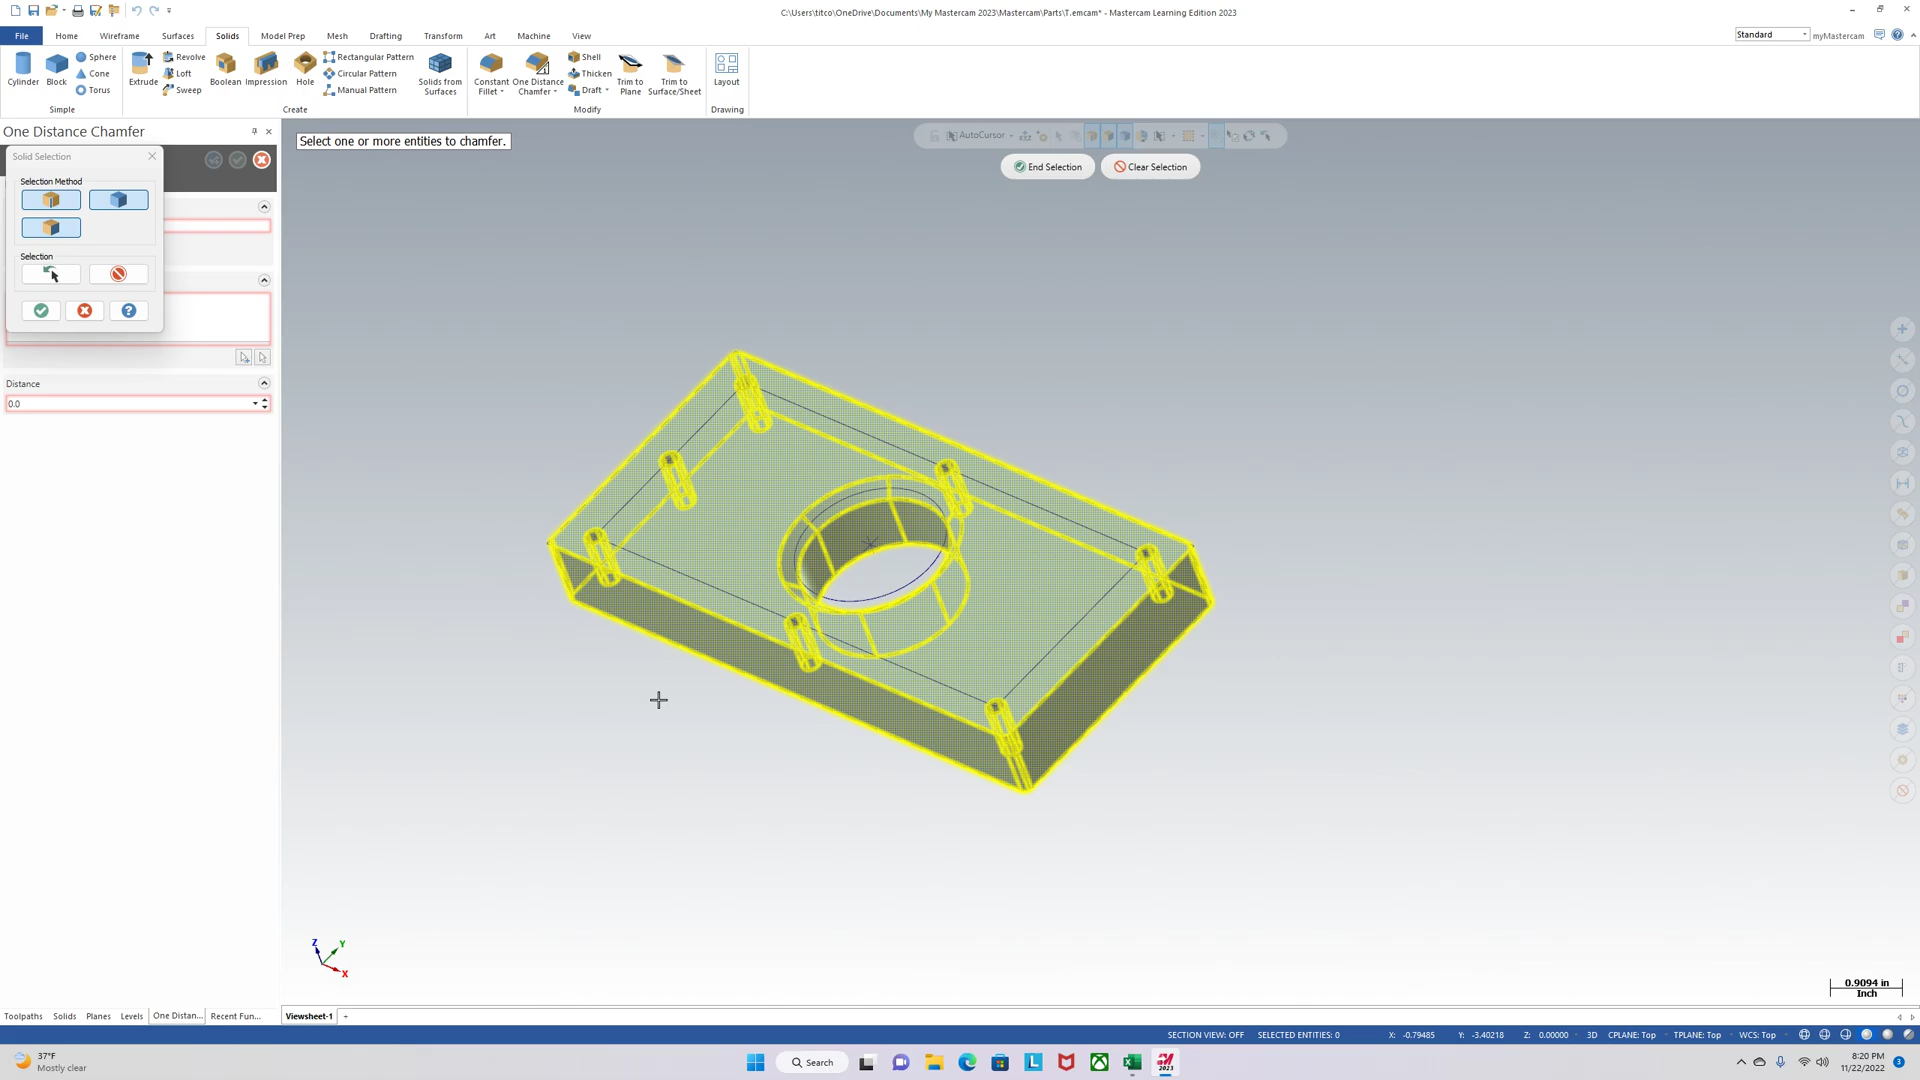 C:\Users\titco\OneDrive\Documents\My Mastercam 2023\Mastercam\Parts\T.emcam* - Mastercam Learning Edition 2023
File Home Wireframe Surfaces Solids Model Prep Mesh Drafting Transform Art Machine View
Standard myMastercam
Cylinder Block Sphere Cone Torus
Simple
Extrude Revolve Loft Sweep Boolean Impression Hole Rectangular Pattern Circular Pattern Manual Pattern Solids from Surfaces
Create
Constant Fillet One Distance Chamfer Shell Thicken Draft Trim to Plane Trim to Surface/Sheet
Modify
Layout
Drawing
One Distance Chamfer
Solid Selection
Selection Method
Selection
Distance
0.0
Select one or more entities to chamfer.
AutoCursor
End Selection Clear Selection
Z Y X
0.9094 in
Inch
Toolpaths Solids Planes Levels One Distan... Recent Fun...
Viewsheet-1 +
SECTION VIEW: OFF SELECTED ENTITIES: 0 X: -0.79485 Y: -3.40218 Z: 0.00000 3D CPLANE: Top TPLANE: Top WCS: Top
37°F
Mostly clear
Search
2023
8:20 PM
11/22/2022
3